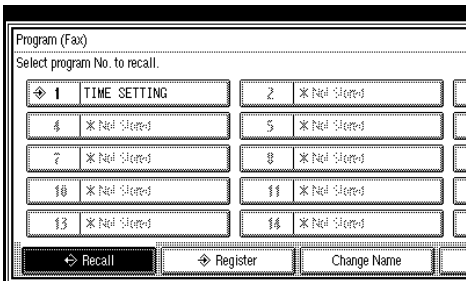 Program (Fax)
Select program No. to recall.
1 TIME SETTING
2 * Not Stored
4 * Not Stored
5 * Not Stored
7 * Not Stored
8 * Not Stored
10 * Not Stored
11 * Not Stored
13 * Not Stored
14 * Not Stored
Recall Register Change Name